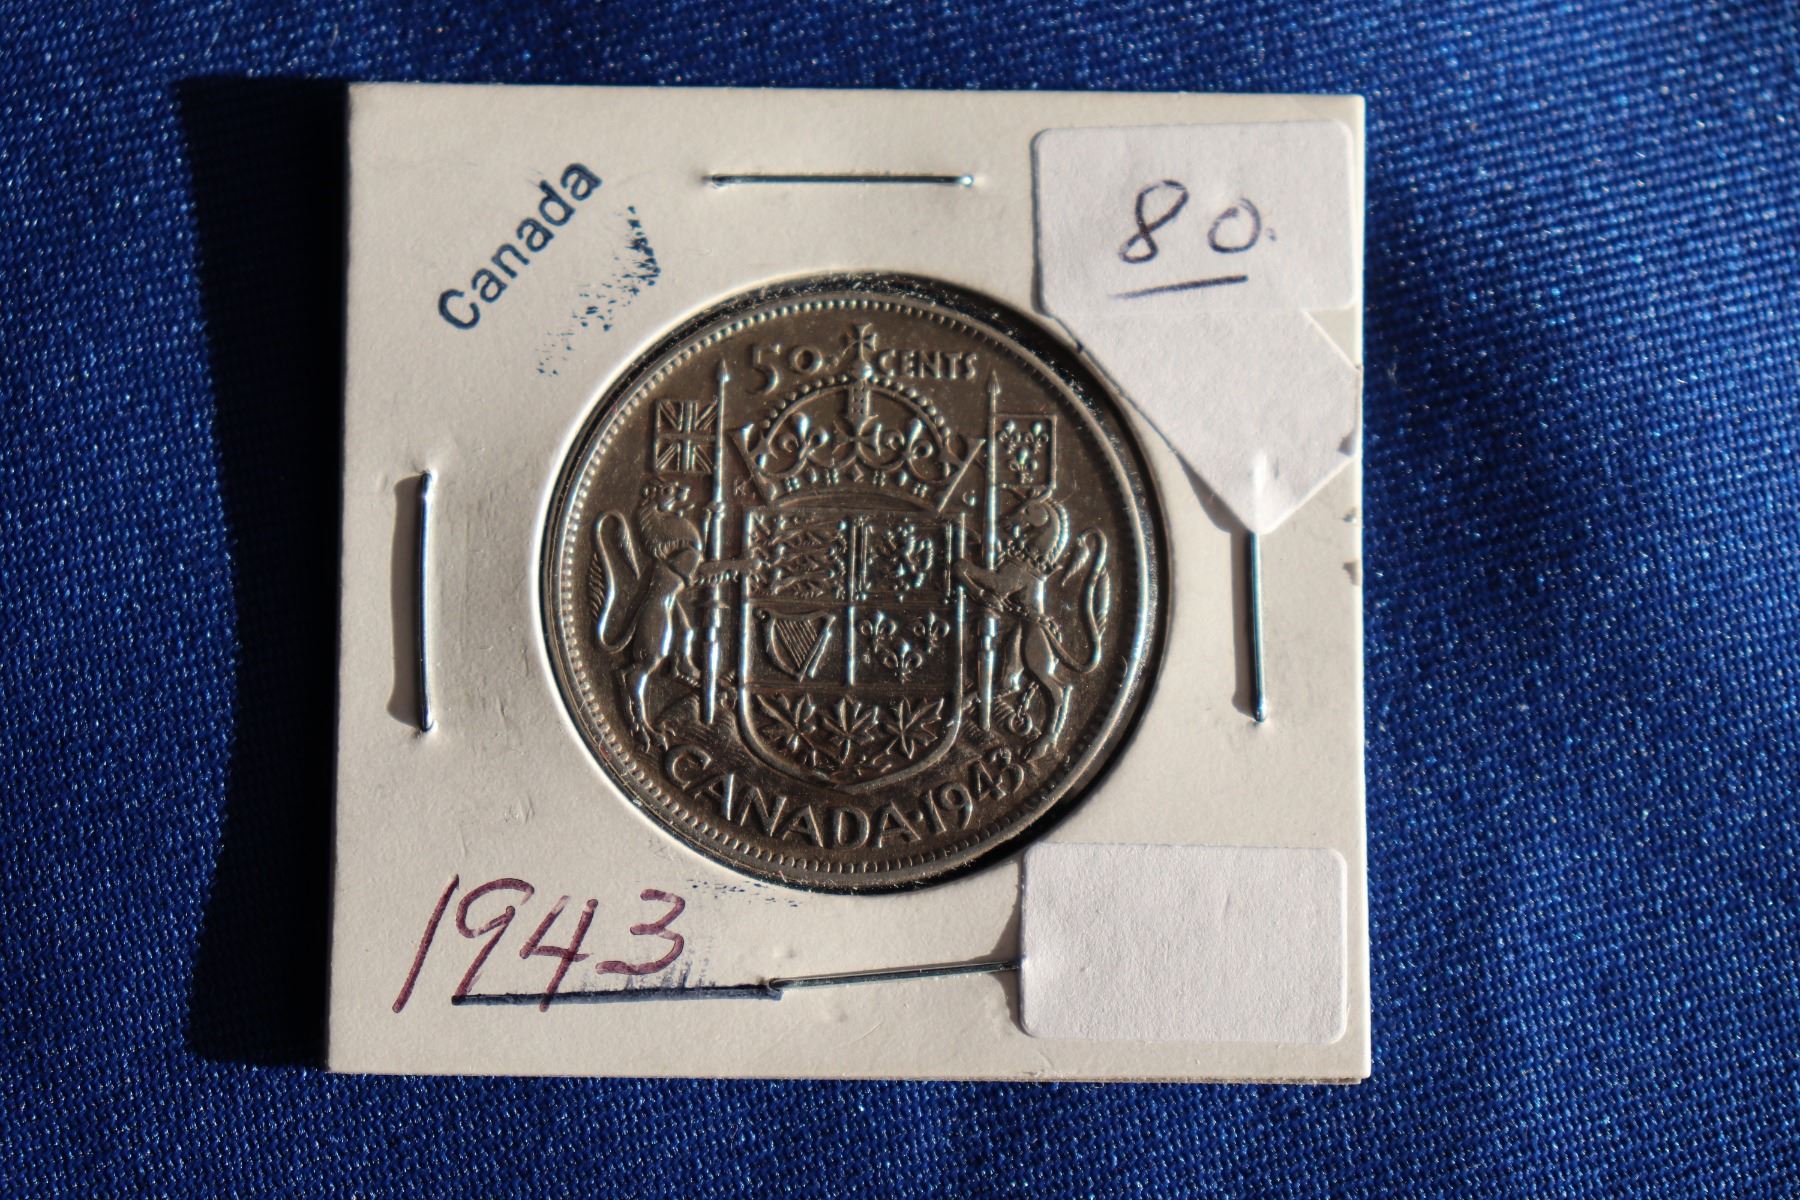 Canada
80.
50 CENTS
K G
CANADA·1943
1943